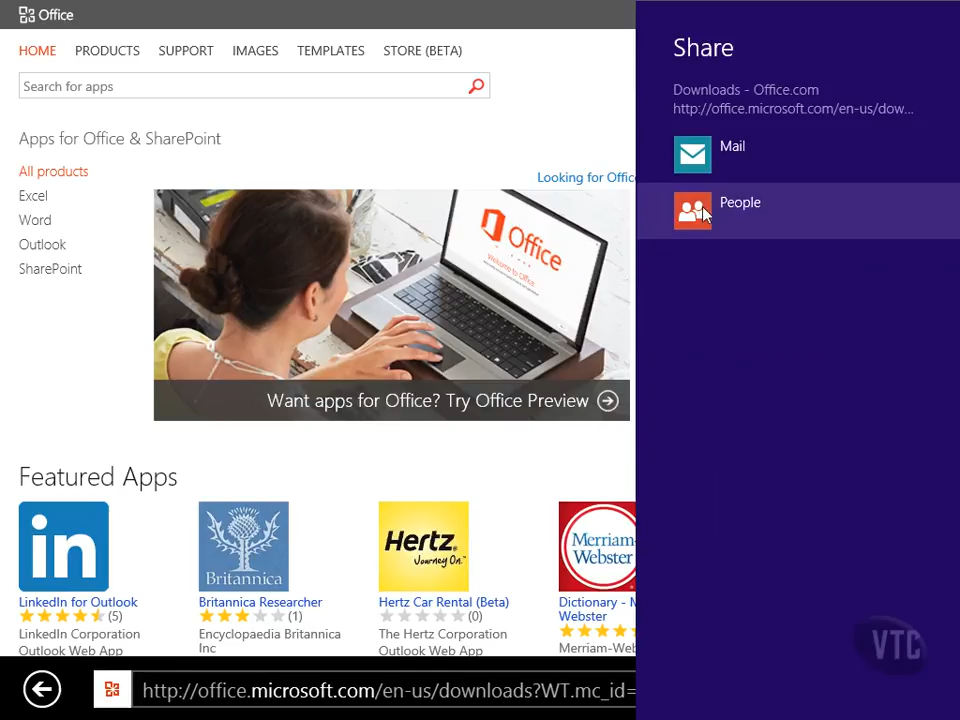 Office
HOME PRODUCTS SUPPORT IMAGES TEMPLATES STORE (BETA)
Search for apps
Apps for Office & SharePoint
All products
Excel
Word
Outlook
SharePoint
Looking for Offic
Office
Welcome to Office
Want apps for Office? Try Office Preview
Featured Apps
in
LinkedIn for Outlook
(5)
LinkedIn Corporation
Outlook Web App
BRITANNICA
Britannica Researcher
(1)
Encyclopaedia Britannica
Inc
Hertz
Journey On.™
Hertz Car Rental (Beta)
(0)
The Hertz Corporation
Outlook Web App
Merriam-
Webster
Dictionary - M
Webster
Merriam-Web
http://office.microsoft.com/en-us/downloads?WT.mc_id=
Share
Downloads - Office.com
http://office.microsoft.com/en-us/dow...
Mail
People
VTC